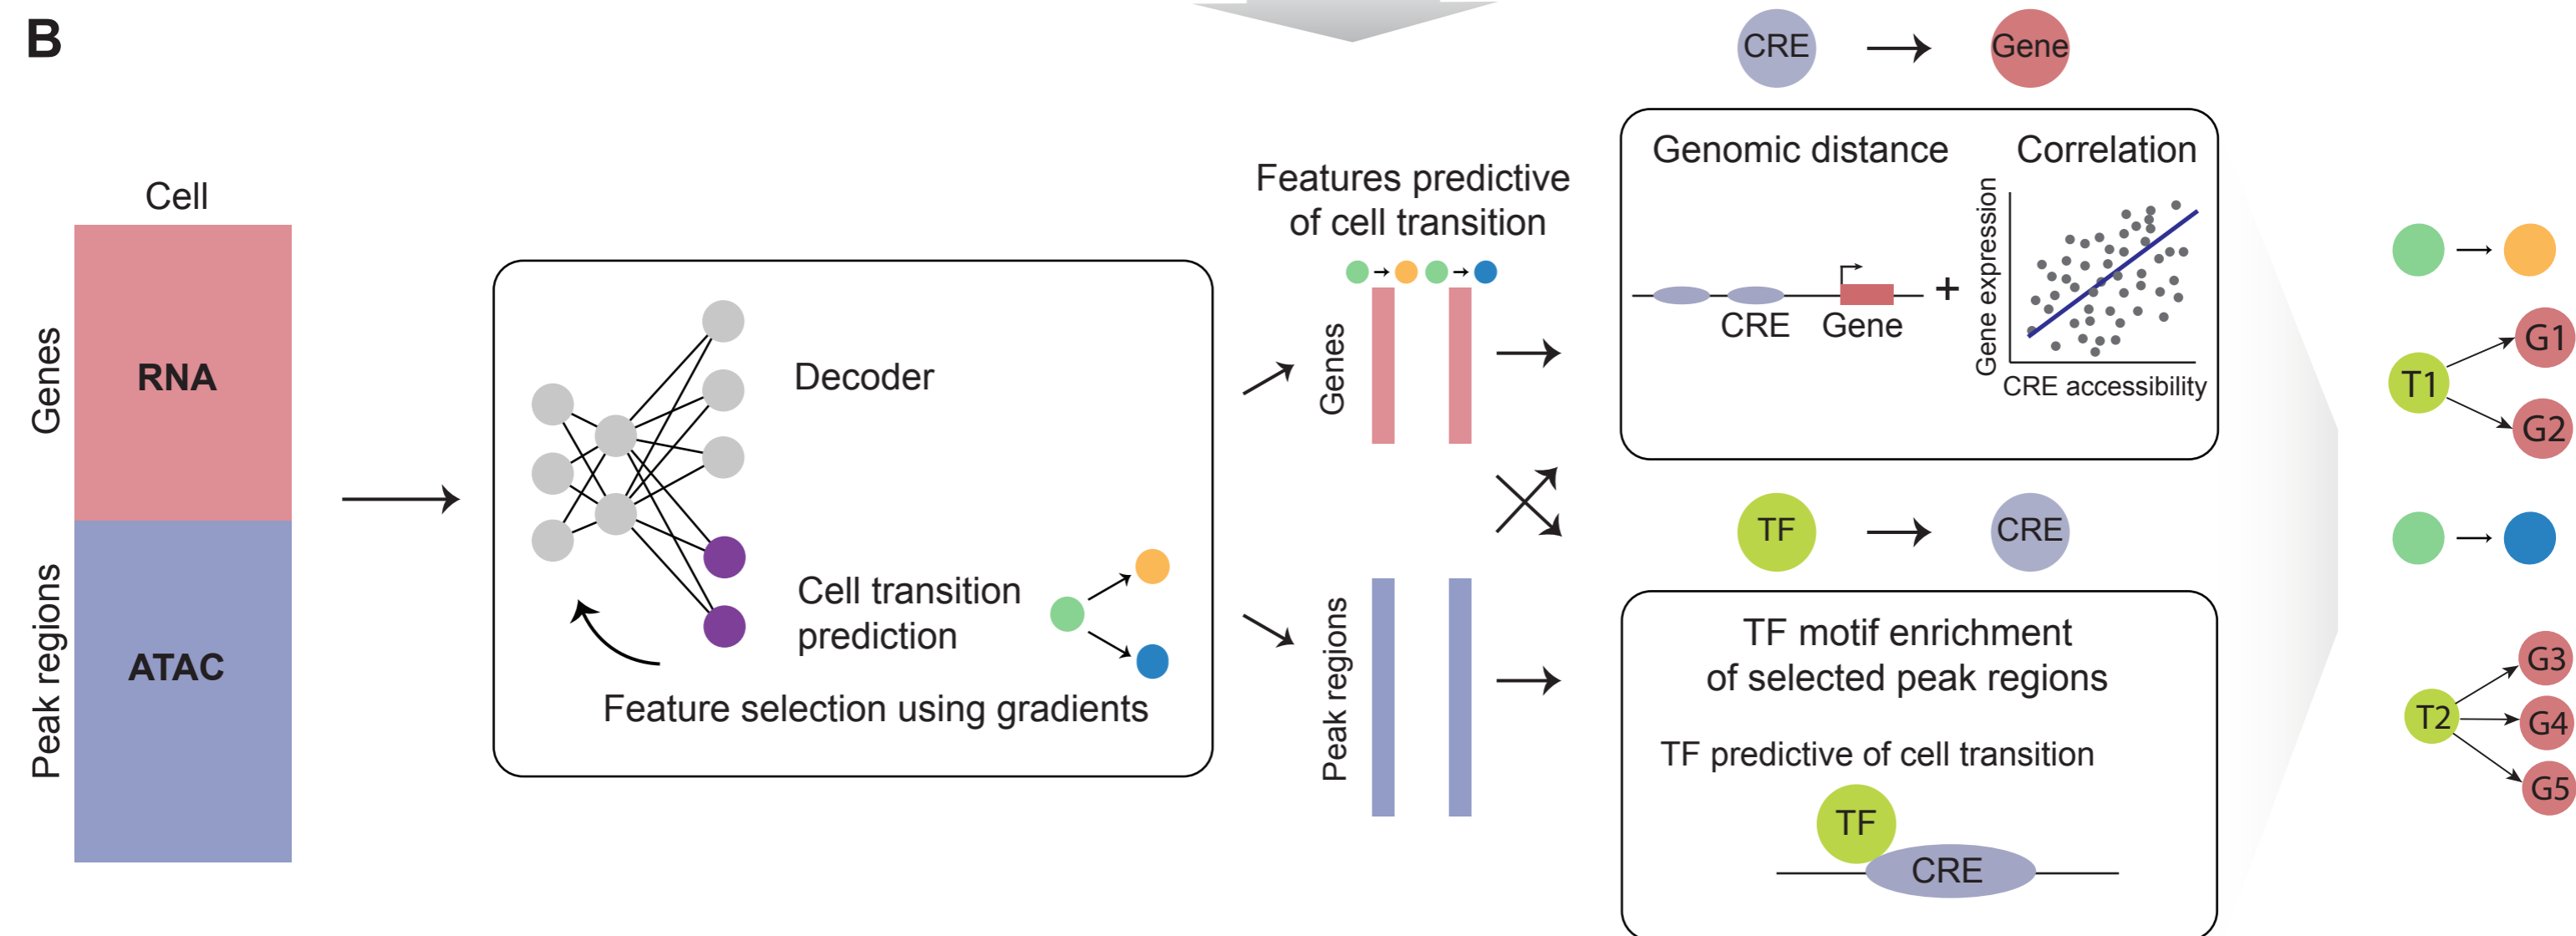 B
Cell
Genes
RNA
Peak regions
ATAC
Decoder
Cell transition
prediction
Feature selection using gradients
Features predictive
of cell transition
Genes
Peak regions
CRE
Gene
Genomic distance
Correlation
CRE
Gene
+
Gene expression
CRE accessibility
TF
CRE
TF motif enrichment
of selected peak regions
TF predictive of cell transition
TF
CRE
T1
G1
G2
T2
G3
G4
G5